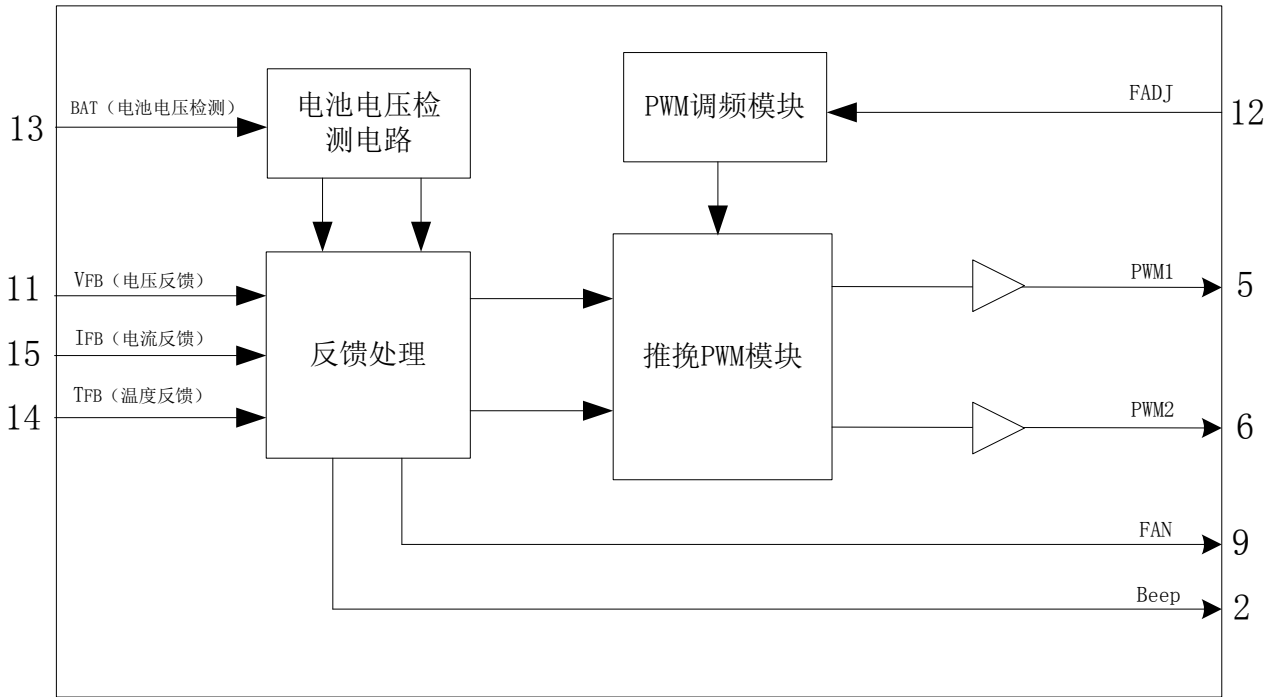 BAT（电池电压检测）
13
电池电压检
测电路
PWM调频模块
FADJ
12
VFB（电压反馈）
11
IFB（电流反馈）
15
TFB（温度反馈）
14
反馈处理
推挽PWM模块
PWM1
5
PWM2
6
FAN
9
Beep
2